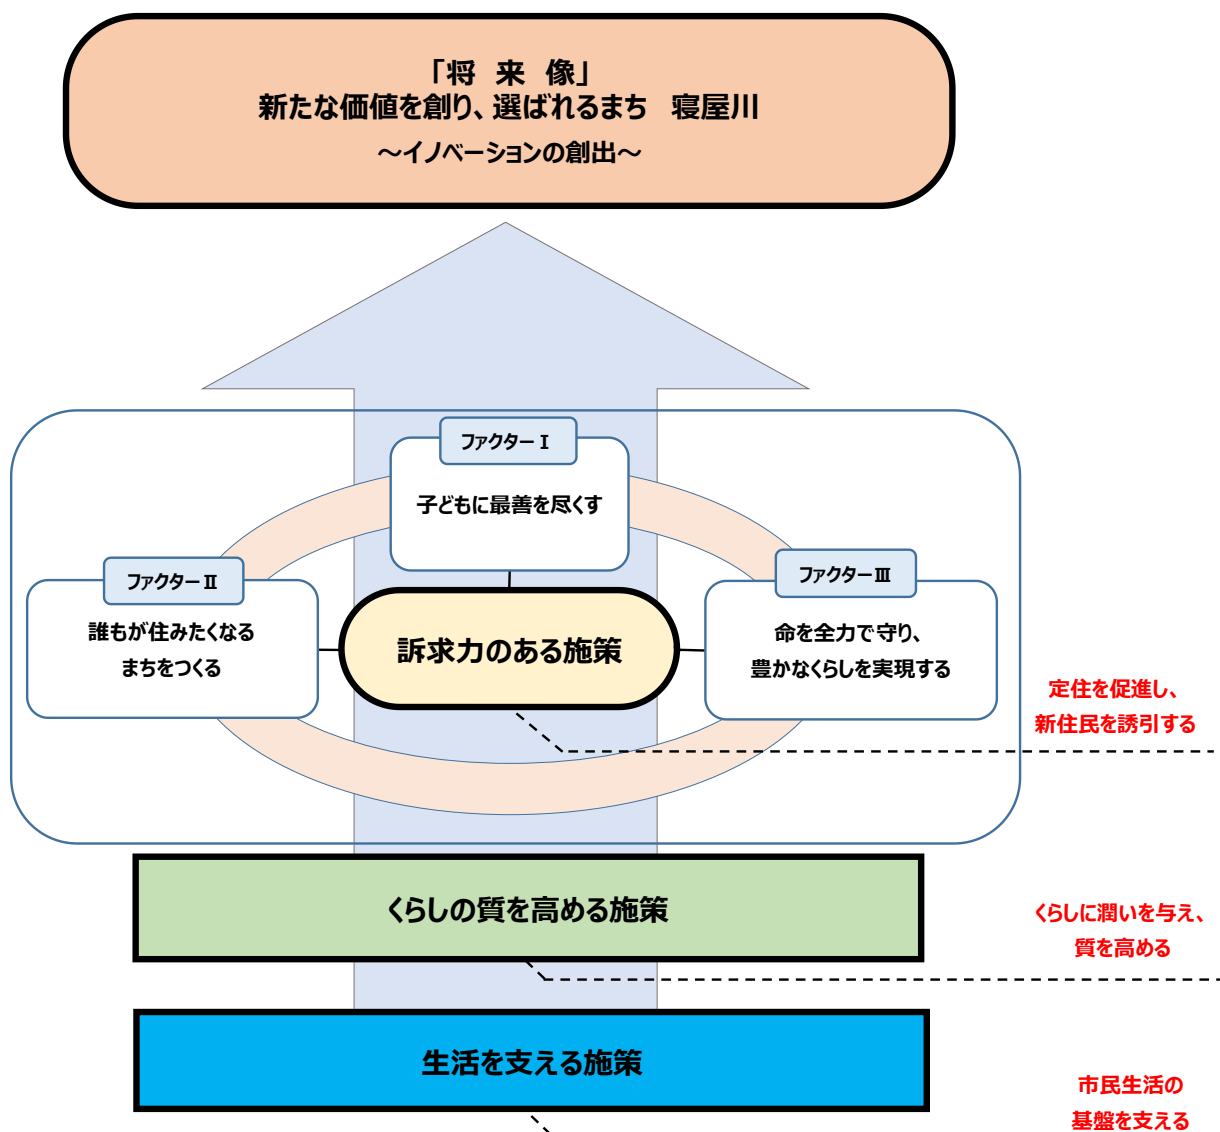 「将　来　像」
新たな価値を創り、選ばれるまち　寝屋川
～イノベーションの創出～
ファクターⅠ
子どもに最善を尽くす
ファクターⅡ
誰もが住みたくなる
まちをつくる
訴求力のある施策
ファクターⅢ
命を全力で守り、
豊かなくらしを実現する
定住を促進し、
新住民を誘引する
くらしの質を高める施策
くらしに潤いを与え、
質を高める
生活を支える施策
市民生活の
基盤を支える